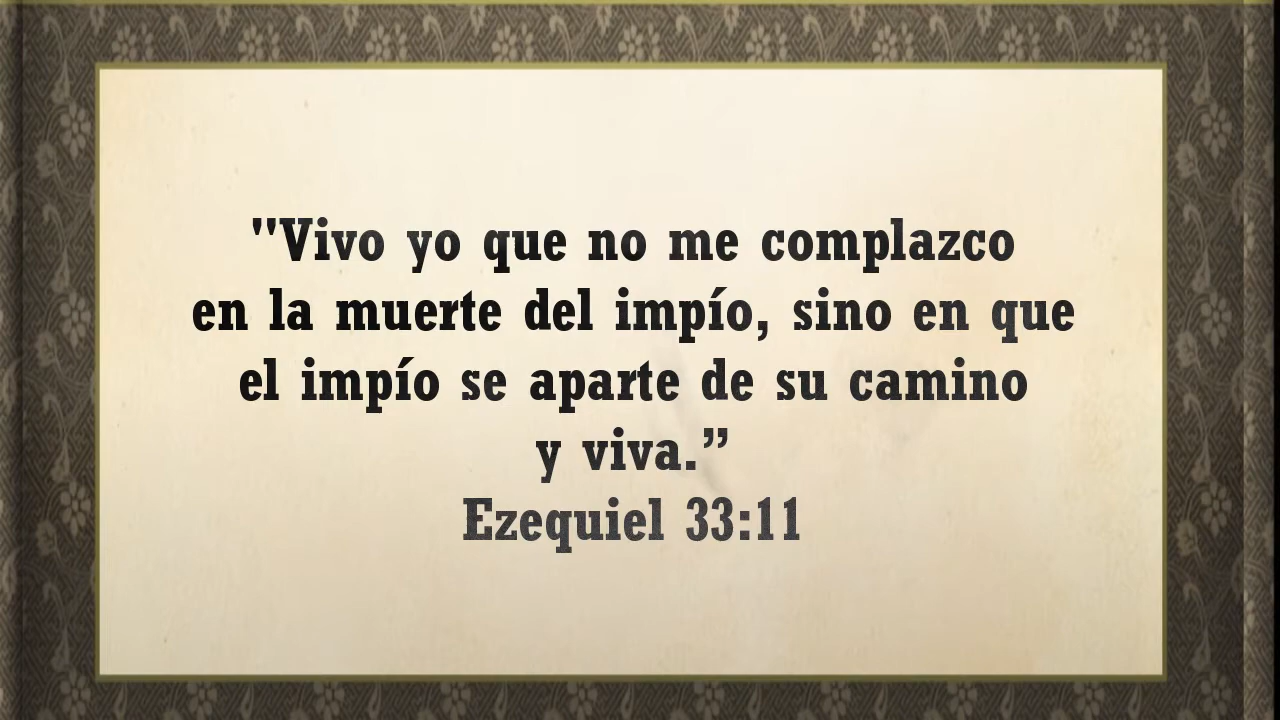 "Vivo yo que no me complazco
en la muerte del impío, sino en que
el impío se aparte de su camino
y viva.”
Ezequiel 33:11